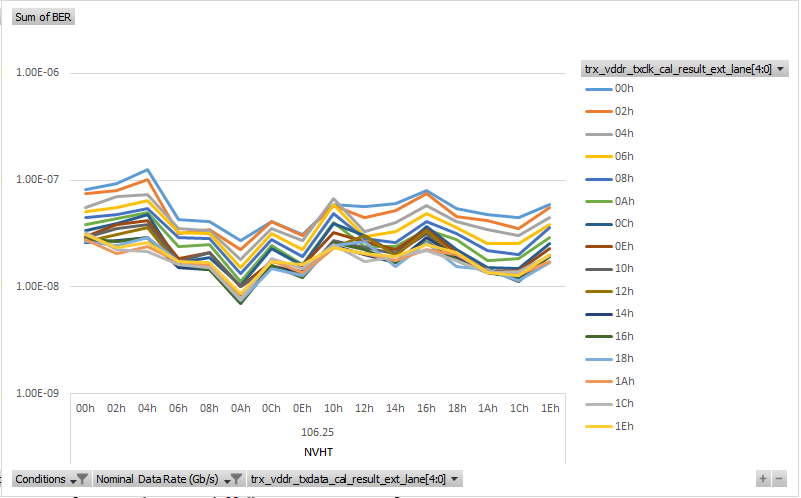 Sum of BER
trx_vddr_txclk_cal_result_ext_lane[4:0]
1.00E-06
1.00E-07
1.00E-08
1.00E-09
00h
02h
04h
06h
08h
0Ah
0Ch
0Eh
10h
12h
14h
16h
18h
1Ah
1Ch
1Eh
00h 02h 04h 06h 08h 0Ah 0Ch 0Eh 10h 12h 14h 16h 18h 1Ah 1Ch 1Eh
106.25
NVHT
Conditions Nominal Data Rate (Gb/s) trx_vddr_txdata_cal_result_ext_lane[4:0]